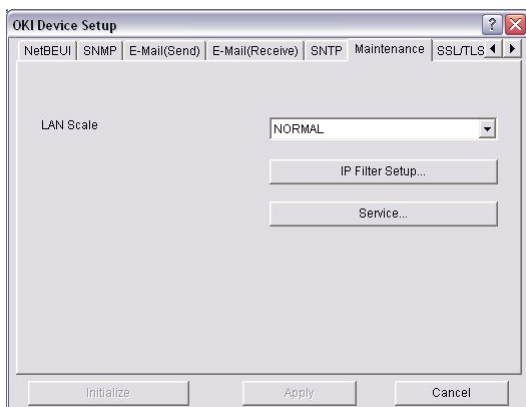 OKI Device Setup
NetBEUI SNMP E-Mail(Send) E-Mail(Receive) SNTP Maintenance SSL/TLS
LAN Scale NORMAL
IP Filter Setup...
Service...
Initialize Apply Cancel